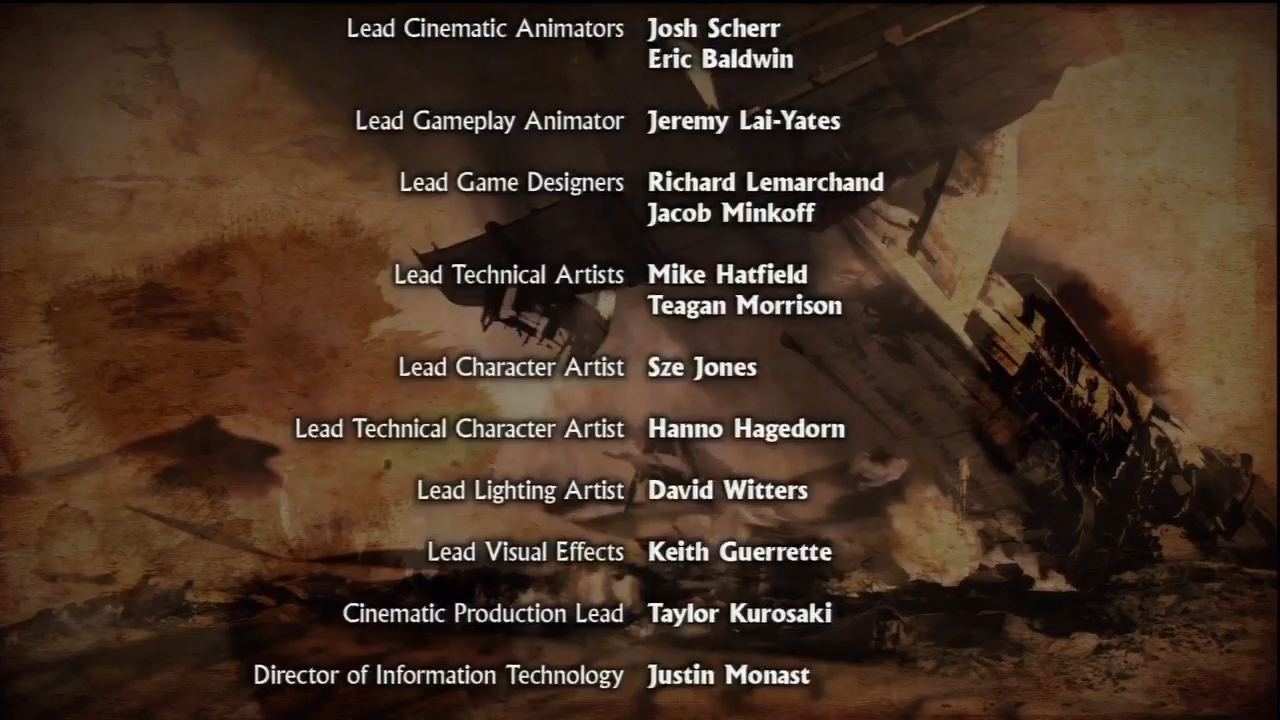 Lead Cinematic Animators Josh Scherr
Eric Baldwin
Lead Gameplay Animator Jeremy Lai-Yates
Lead Game Designers Richard Lemarchand
Jacob Minkoff
Lead Technical Artists Mike Hatfield
Teagan Morrison
Lead Character Artist Sze Jones
Lead Technical Character Artist Hanno Hagedorn
Lead Lighting Artist David Witters
Lead Visual Effects Keith Guerrette
Cinematic Production Lead Taylor Kurosaki
Director of Information Technology Justin Monast